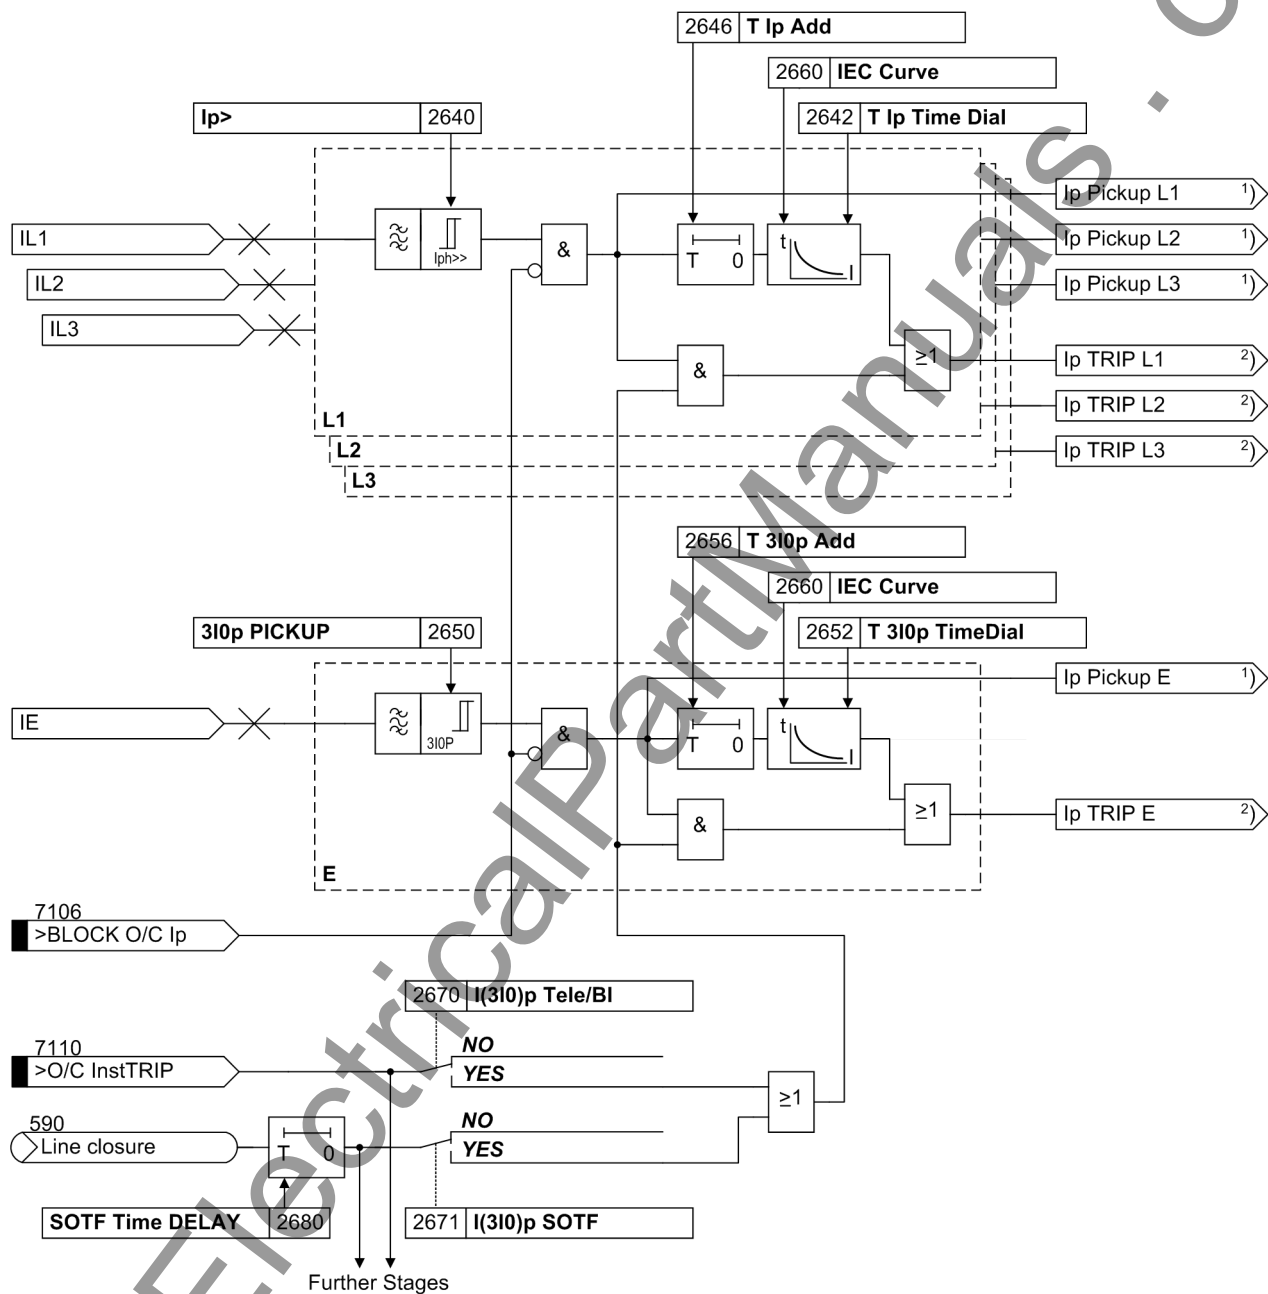 2646 T Ip Add
2660 IEC Curve
Ip> 2640
2642 T Ip Time Dial
Ip Pickup L1 1)
IL1
Iph>>
&
T 0
t
I
Ip Pickup L2 1)
IL2
Ip Pickup L3 1)
IL3
&
≥1
Ip TRIP L1 2)
Ip TRIP L2 2)
L1
L2
Ip TRIP L3 2)
L3
2656 T 3I0p Add
2660 IEC Curve
3I0p PICKUP 2650
2652 T 3I0p TimeDial
Ip Pickup E 1)
IE
3I0P
&
T 0
t
I
&
≥1
Ip TRIP E 2)
E
7106
>BLOCK O/C Ip
2670 I(3I0)p Tele/BI
7110
>O/C InstTRIP
NO
YES
≥1
590
Line closure
T 0
NO
YES
SOTF Time DELAY 2680
2671 I(3I0)p SOTF
Further Stages
ElectricalPartManuals . c